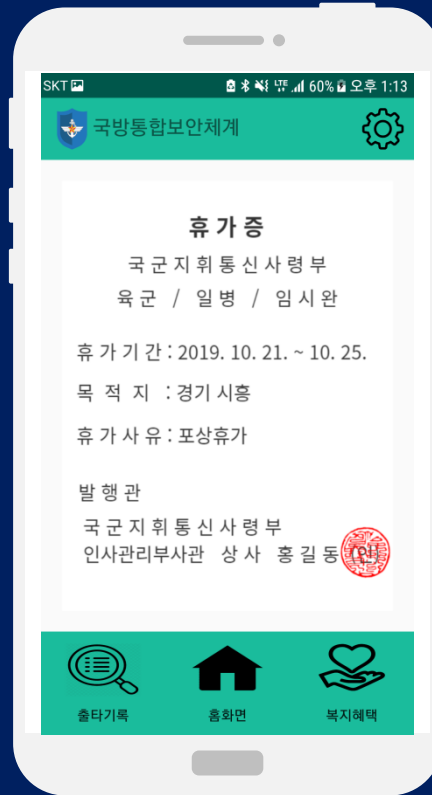 SKT LTE 60% 오후 1:13
국방통합보안체계
휴가증
국군지휘통신사령부
육군 / 일병 / 임시완
휴가기간 : 2019. 10. 21. ~ 10. 25.
목적지 : 경기 시흥
휴가사유 : 포상휴가
발행관
국군지휘통신사령부
인사관리부사관 상사 홍길동 (인)
출타기록
홈화면
복지혜택